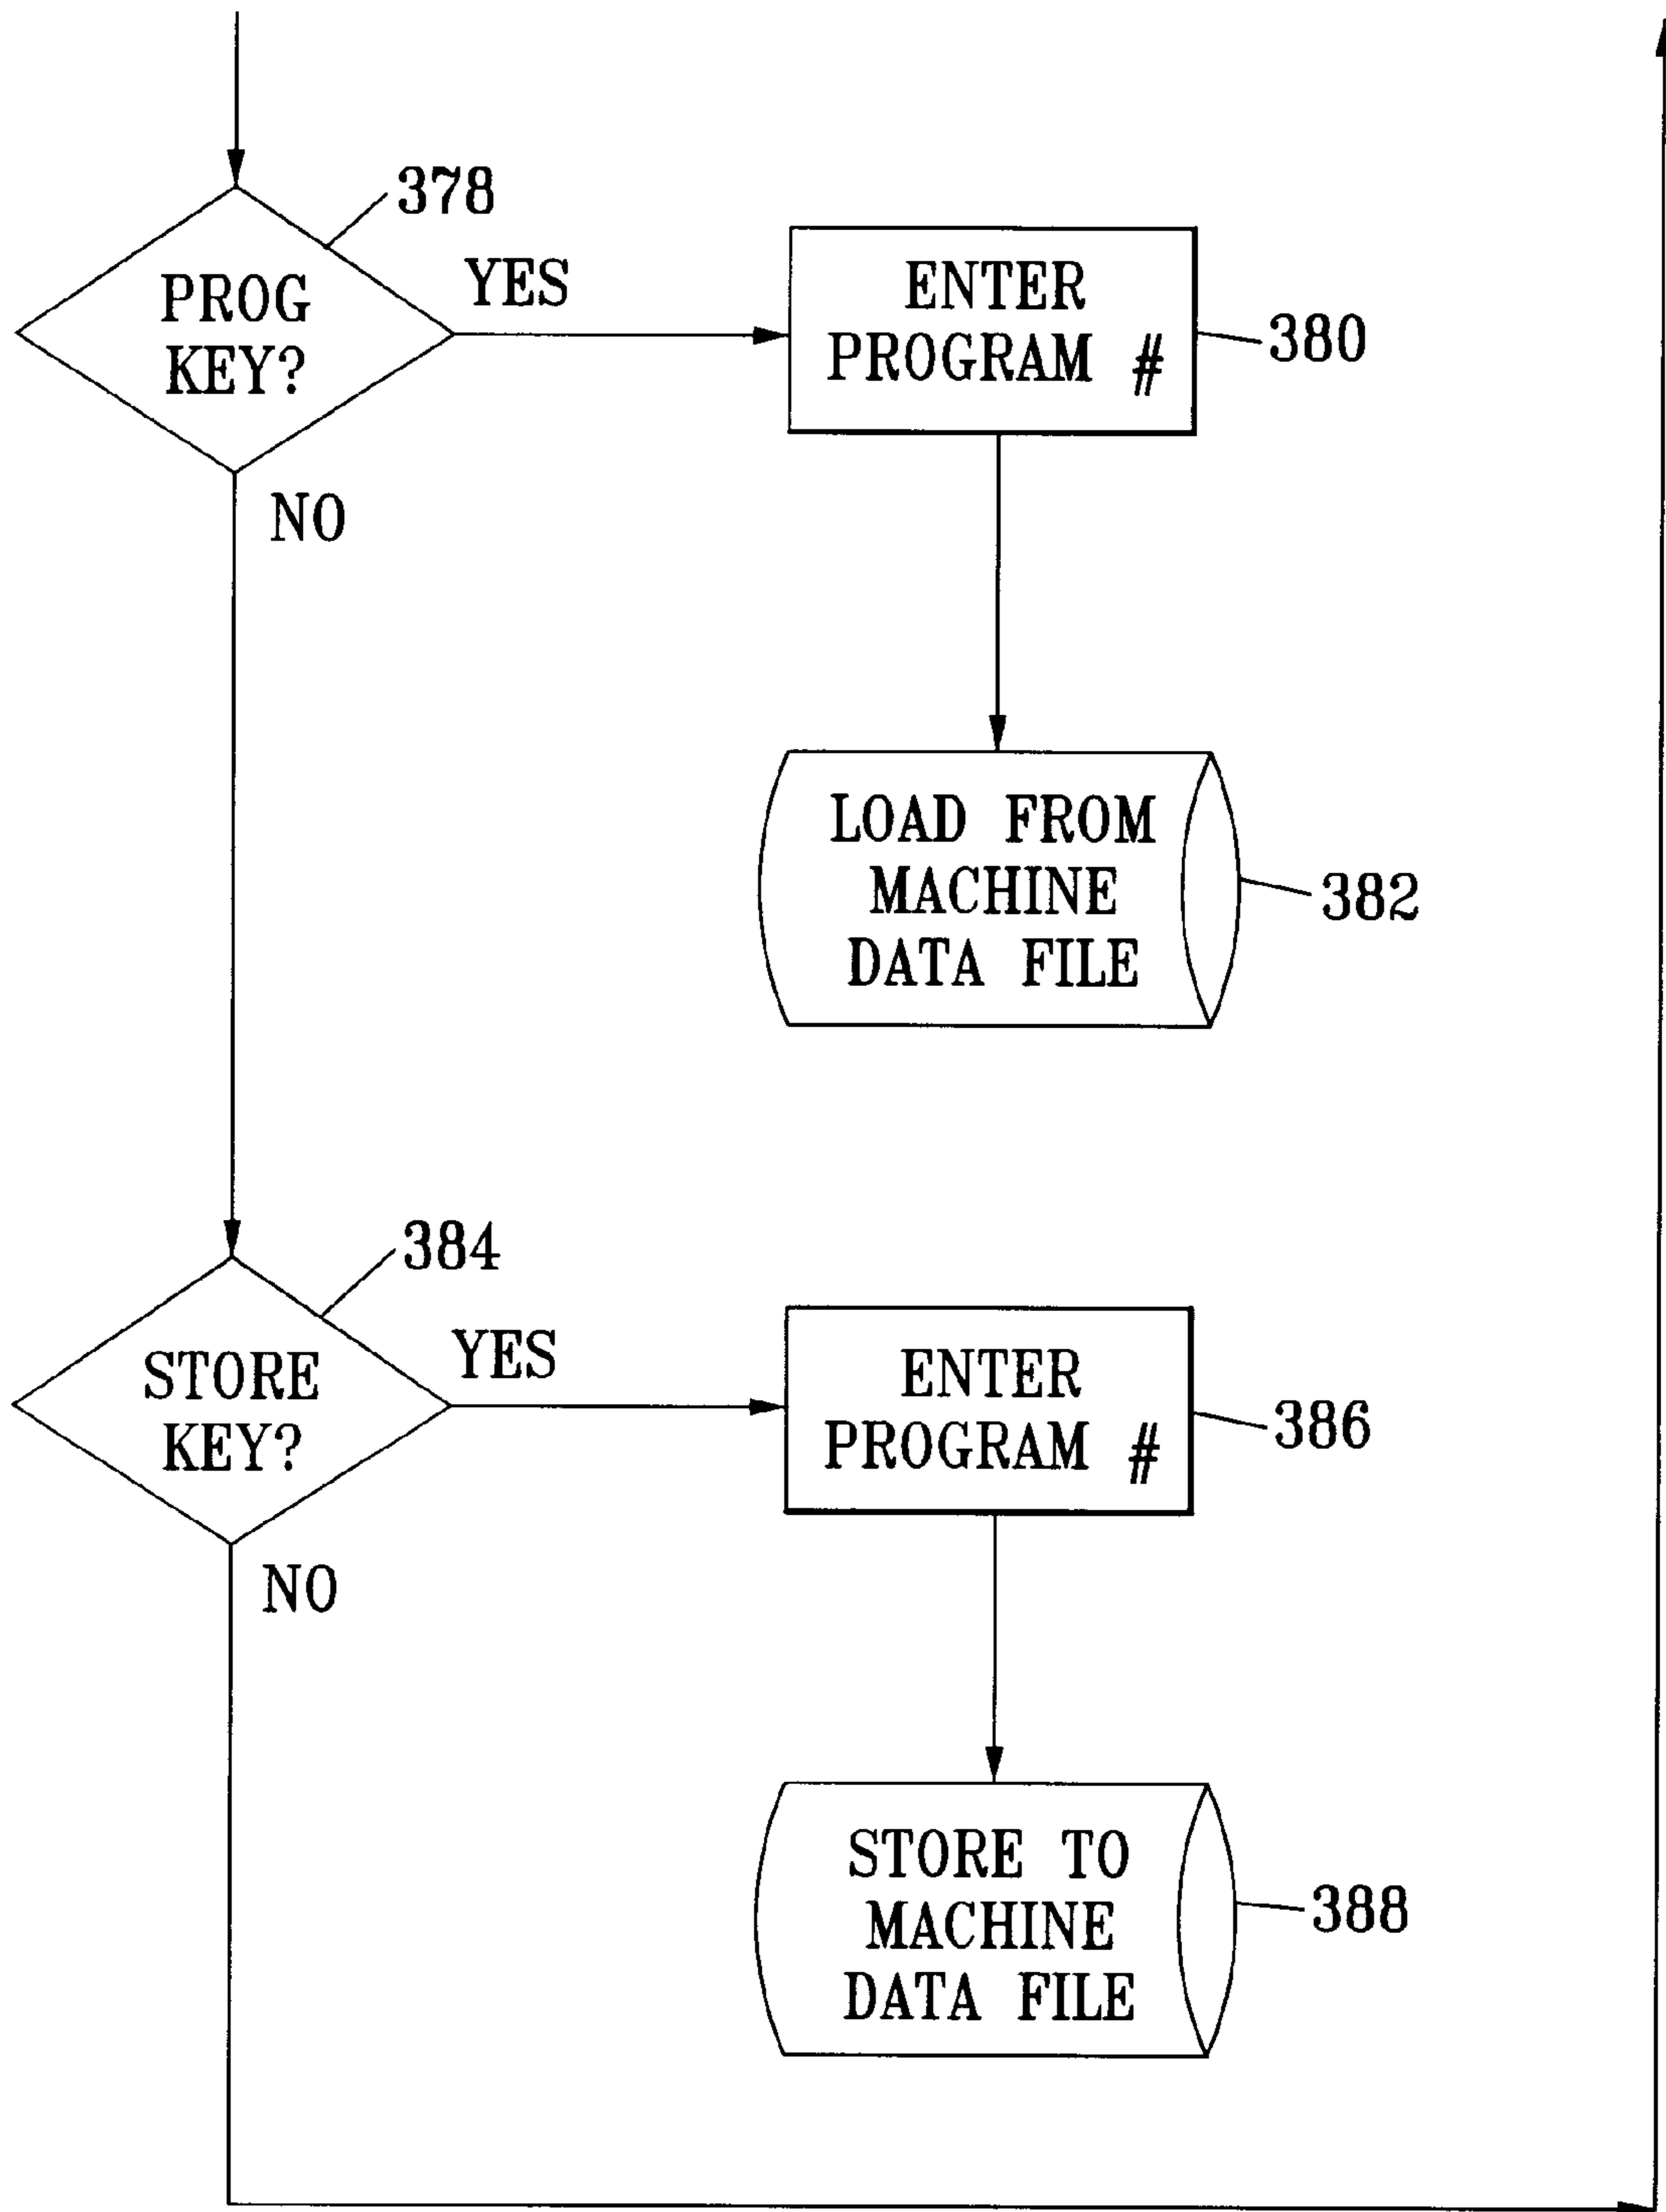 378
PROG
KEY?
YES
ENTER
PROGRAM #
380
NO
LOAD FROM
MACHINE
DATA FILE
382
384
STORE
KEY?
YES
ENTER
PROGRAM #
386
NO
STORE TO
MACHINE
DATA FILE
388